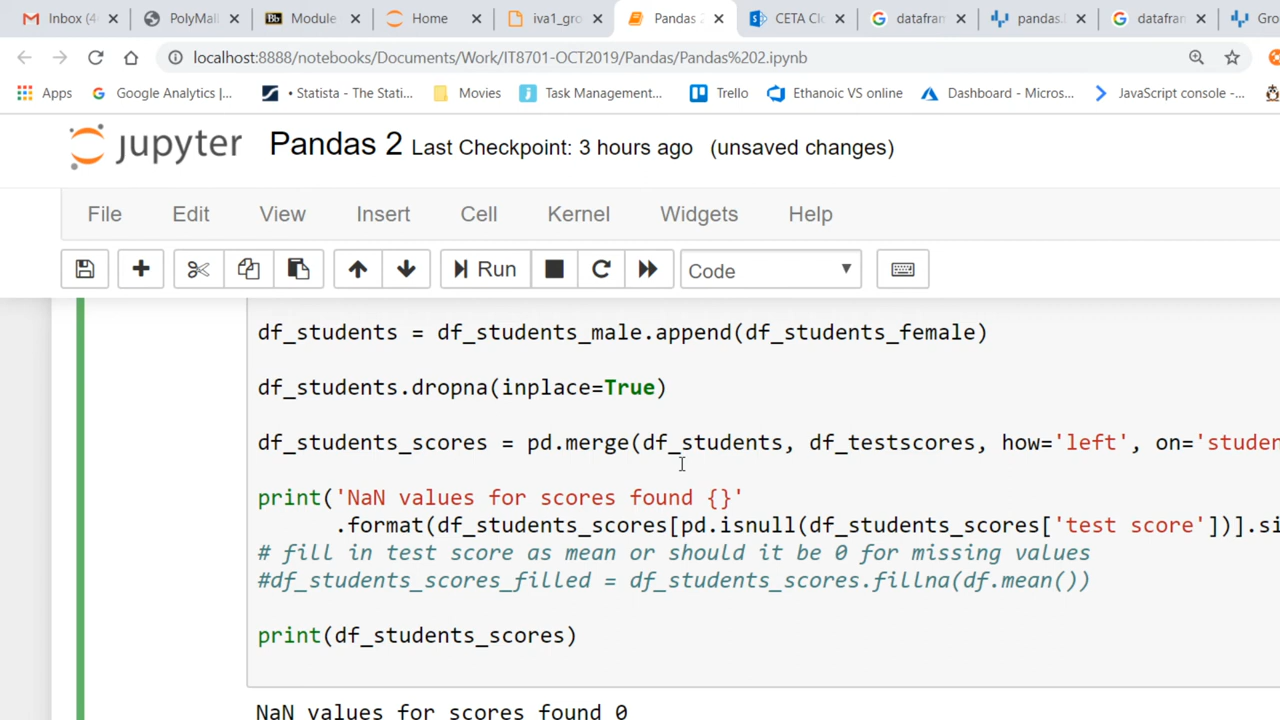 Inbox (4 PolyMall Bb Module Home iva1_gro Pandas 2 CETA Clo datafran pandas. datafran Gro
localhost:8888/notebooks/Documents/Work/IT8701-OCT2019/Pandas/Pandas%202.ipynb
Apps Google Analytics |... • Statista - The Stati... Movies Task Management... Trello Ethanoic VS online Dashboard - Micros... JavaScript console -...
jupyter Pandas 2 Last Checkpoint: 3 hours ago (unsaved changes)
File Edit View Insert Cell Kernel Widgets Help
Run Code
df_students = df_students_male.append(df_students_female)
df_students.dropna(inplace=True)
df_students_scores = pd.merge(df_students, df_testscores, how='left', on='studen
print('NaN values for scores found {}'
.format(df_students_scores[pd.isnull(df_students_scores['test score'])].si
# fill in test score as mean or should it be 0 for missing values
#df_students_scores_filled = df_students_scores.fillna(df.mean())
print(df_students_scores)
NaN values for scores found 0